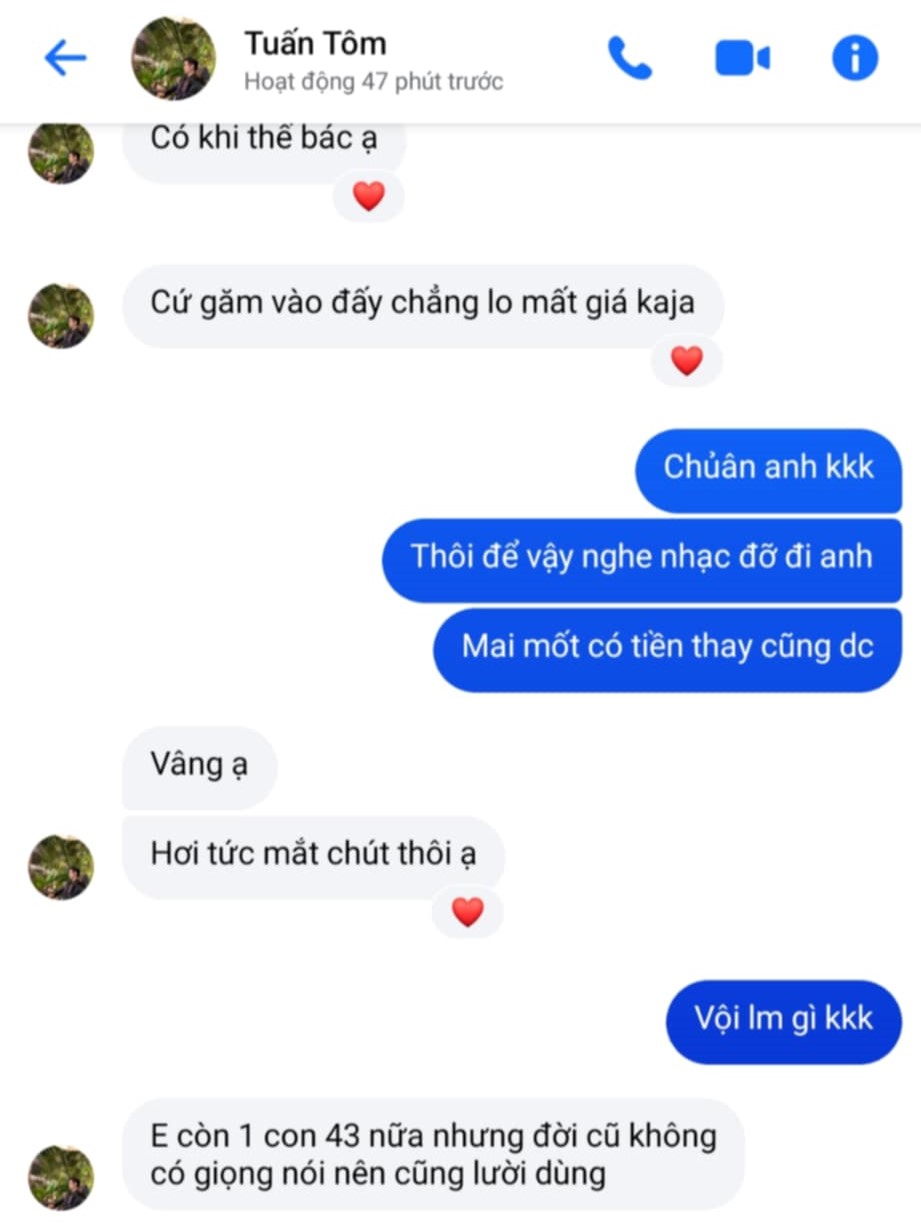 Tuấn Tôm
Hoạt động 47 phút trước
Có khi thế bác ạ
Cứ găm vào đấy chẳng lo mất giá kaja
Chủân anh kkk
Thôi để vậy nghe nhạc đỡ đi anh
Mai mốt có tiền thay cũng dc
Vâng ạ
Hơi tức mắt chút thôi ạ
Vội lm gì kkk
E còn 1 con 43 nữa nhưng đời cũ không
có giọng nói nên cũng lười dùng